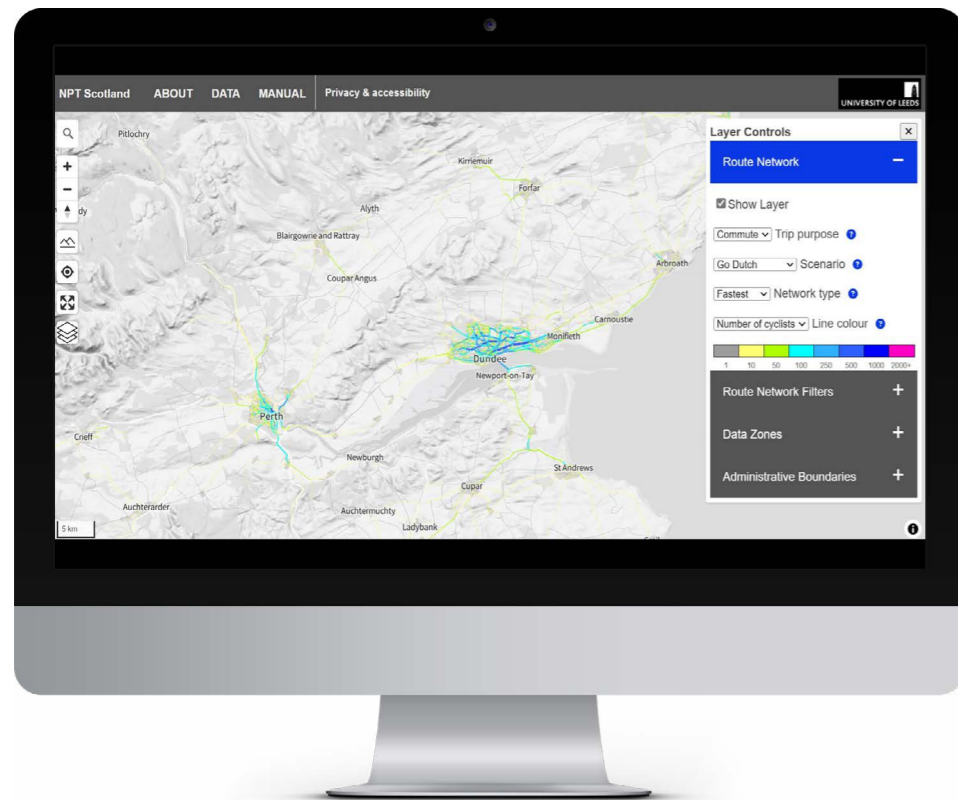 NPT Scotland ABOUT DATA MANUAL Privacy & accessibility
UNIVERSITY OF LEEDS
Pitlochry
Kirriemuir
Forfar
dy
Alyth
Blairgowrie and Rattray
Arbroath
Coupar Angus
Carnoustie
Monifieth
Dundee
Newport-on-Tay
Perth
Crieff
Newburgh
St Andrews
Cupar
Auchterarder
Auchtermuchty
Ladybank
5 km
Layer Controls
Route Network
Show Layer
Commute Trip purpose
Go Dutch Scenario
Fastest Network type
Number of cyclists Line colour
1 10 50 100 250 500 1000 2000+
Route Network Filters
Data Zones
Administrative Boundaries